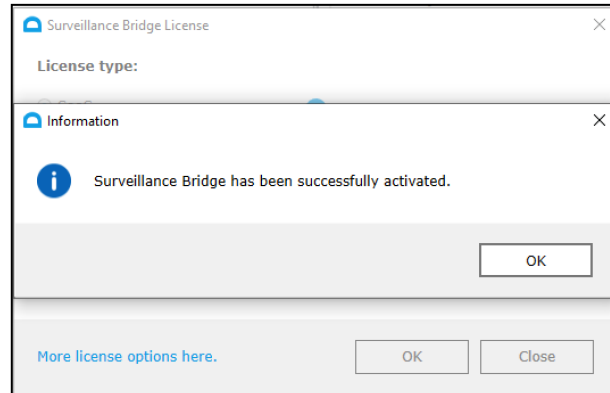 Surveillance Bridge License
License type:
Information
Surveillance Bridge has been successfully activated.
OK
More license options here.
OK
Close